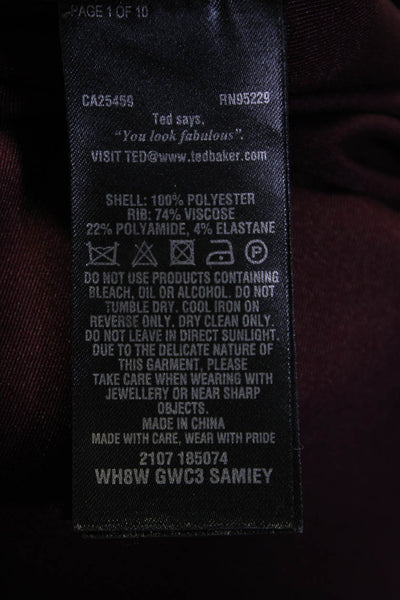 PAGE 1 OF 10
CA25459 RN95229
Ted says,
"You look fabulous".
VISIT TED@www.tedbaker.com
SHELL: 100% POLYESTER
RIB: 74% VISCOSE
22% POLYAMIDE, 4% ELASTANE
P
DO NOT USE PRODUCTS CONTAINING
BLEACH, OIL OR ALCOHOL. DO NOT
TUMBLE DRY. COOL IRON ON
REVERSE ONLY. DRY CLEAN ONLY.
DO NOT LEAVE IN DIRECT SUNLIGHT.
DUE TO THE DELICATE NATURE OF
THIS GARMENT, PLEASE
TAKE CARE WHEN WEARING WITH
JEWELLERY OR NEAR SHARP
OBJECTS.
MADE IN CHINA
MADE WITH CARE, WEAR WITH PRIDE
2107 185074
WH8W GWC3 SAMIEY